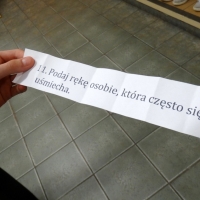 11. Podaj rękę osobie, która często się
uśmiecha.